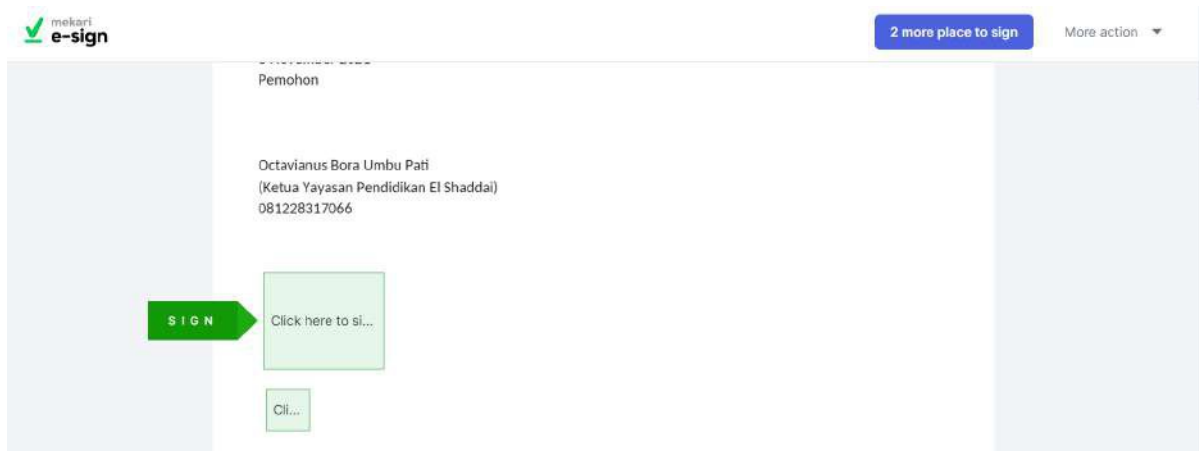 mekari
e-sign
2 more place to sign
More action
Pemohon
Octavianus Bora Umbu Pati
(Ketua Yayasan Pendidikan El Shaddai)
081228317066
SIGN
Click here to si...
Cli...